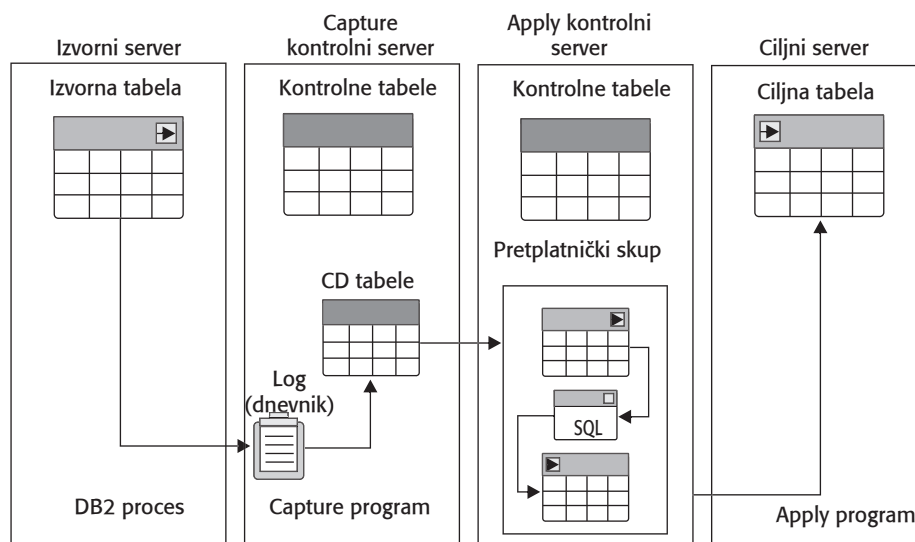 Izvorni server
Capture
kontrolni server
Apply kontrolni
server
Ciljni server
Izvorna tabela
Kontrolne tabele
Kontrolne tabele
Ciljna tabela
Pretplatnički skup
CD tabele
Log
(dnevnik)
SQL
DB2 proces
Capture program
Apply program